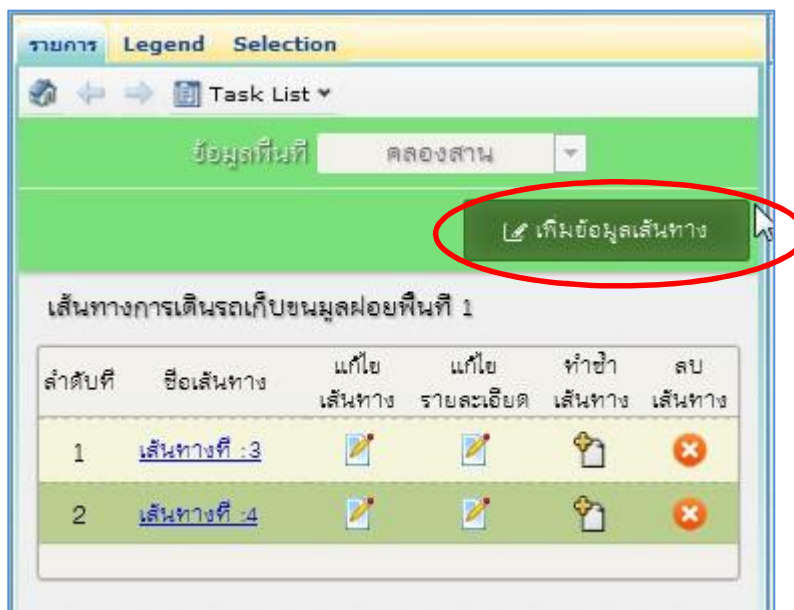 รายการ Legend Selection
Task List
ข้อมูลพื้นที่ คลองสาน
เพิ่มข้อมูลเส้นทาง
เส้นทางการเดินรถเก็บขนมูลฝอยพื้นที่ 1
ลำดับที่ ชื่อเส้นทาง แก้ไขเส้นทาง แก้ไขรายละเอียด ทำซ้ำเส้นทาง ลบเส้นทาง
1 เส้นทางที่ :3
2 เส้นทางที่ :4